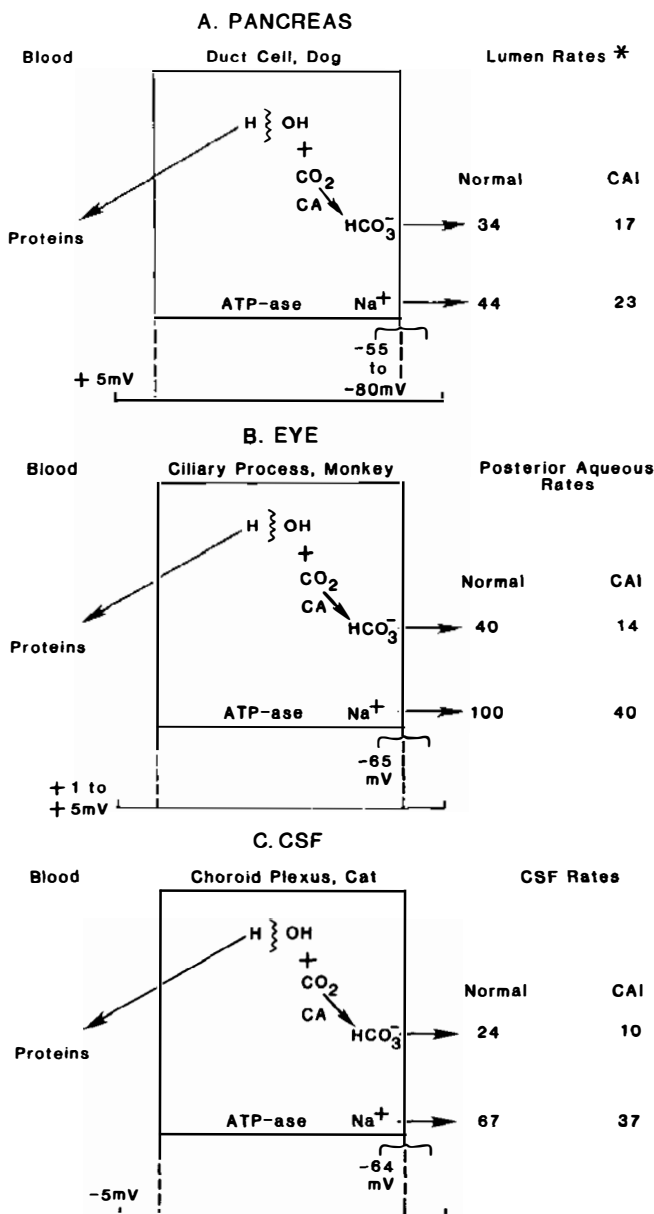 A. PANCREAS
Blood Duct Cell, Dog Lumen Rates *
H OH
+
CO2
Normal CAI
CA
HCO3-
34 17
Proteins
ATP-ase Na+ 44 23
-55
to
-80mV
+ 5mV
B. EYE
Blood Ciliary Process, Monkey Posterior Aqueous
Rates
H OH
+
CO2
Normal CAI
CA
HCO3- 40 14
Proteins
ATP-ase Na+ 100 40
-65
mV
+ 1 to
+ 5mV
C. CSF
Blood Choroid Plexus, Cat CSF Rates
H OH
+
CO2
Normal CAI
CA
HCO3- 24 10
Proteins
ATP-ase Na+ 67 37
-64
mV
-5mV